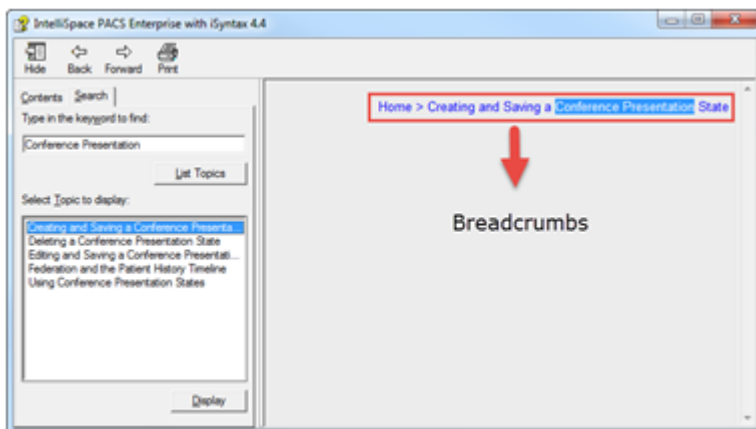 IntelliSpace PACS Enterprise with iSyntax 4.4
Hide Back Forward Print
Contents Search
Type in the keyword to find:
Conference Presentation
List Topics
Select Topic to display:
Creating and Saving a Conference Presenta...
Deleting a Conference Presentation State
Editing and Saving a Conference Presentati...
Federation and the Patient History Timeline
Using Conference Presentation States
Display
Home > Creating and Saving a Conference Presentation State
Breadcrumbs